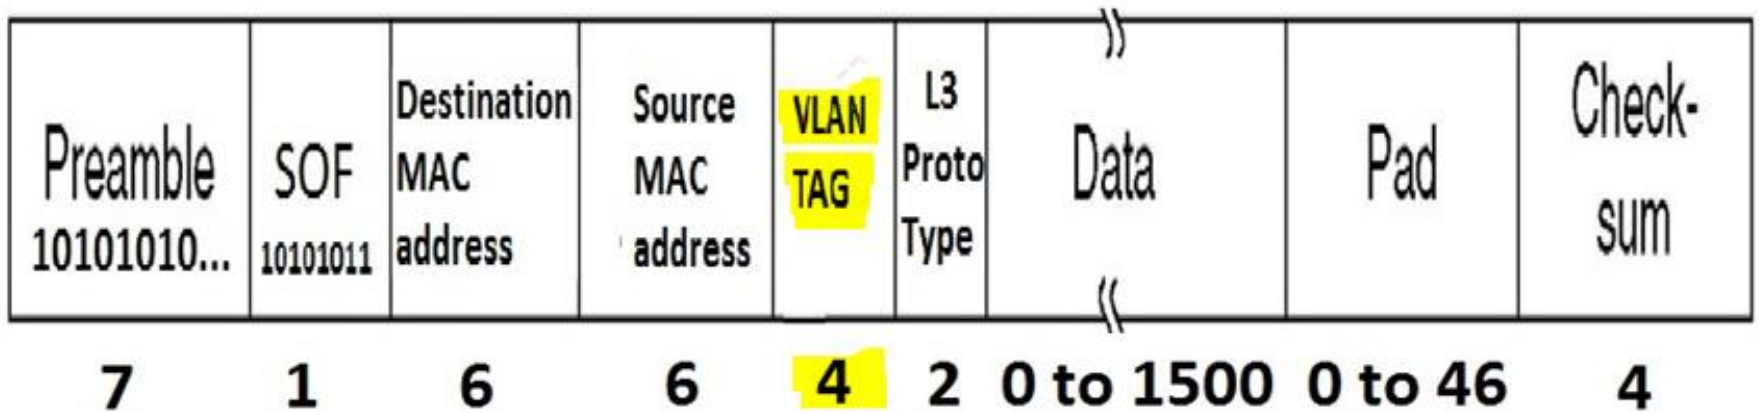 Preamble
10101010...
SOF
10101011
Destination
MAC
address
Source
MAC
address
VLAN
TAG
L3
Proto
Type
Data
Pad
Check-
sum
7 1 6 6 4 2 0 to 1500 0 to 46 4